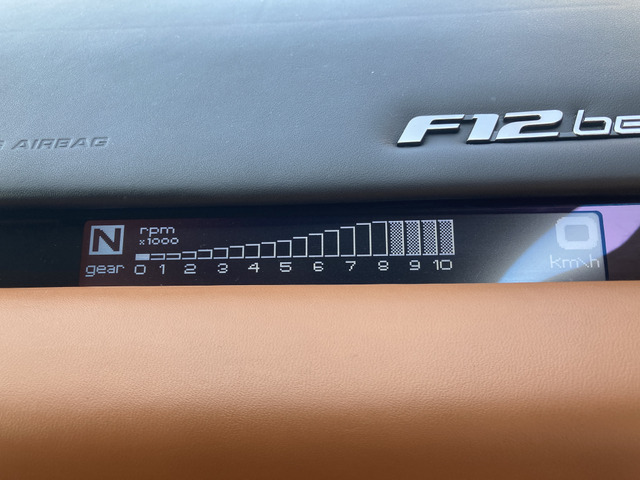 F12 be
AIRBAG
N
rpm
x1000
gear 0 1 2 3 4 5 6 7 8 9 10
0
km\h